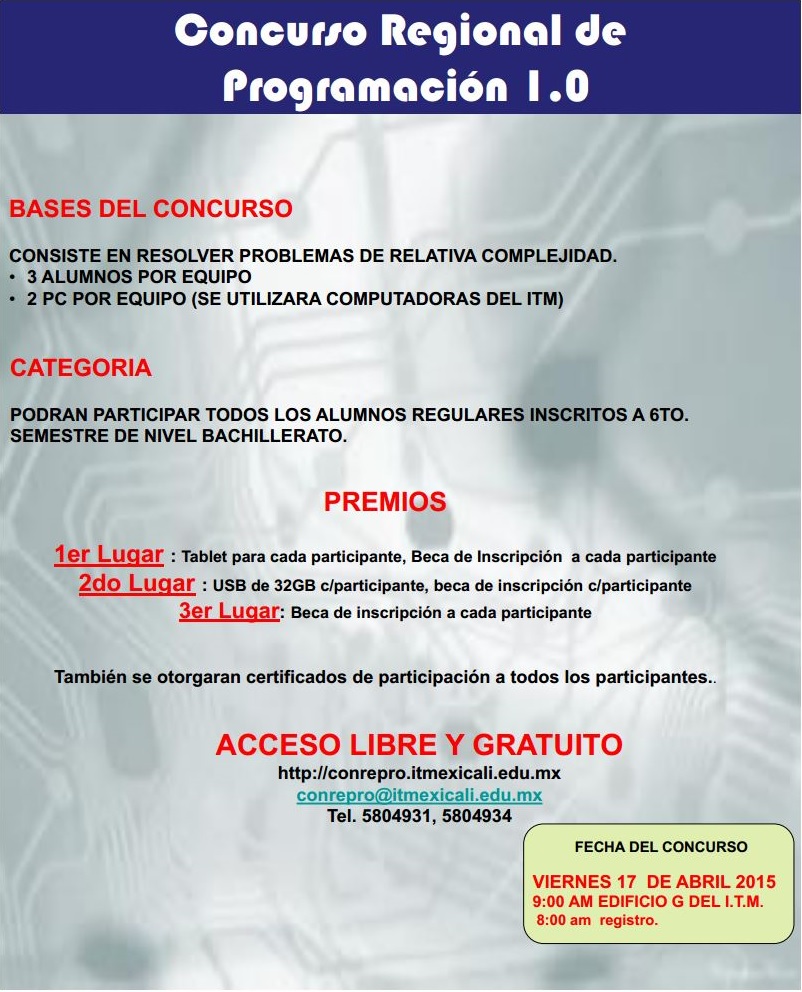 Concurso Regional de
Programación 1.0
BASES DEL CONCURSO
CONSISTE EN RESOLVER PROBLEMAS DE RELATIVA COMPLEJIDAD.
• 3 ALUMNOS POR EQUIPO
• 2 PC POR EQUIPO (SE UTILIZARA COMPUTADORAS DEL ITM)
CATEGORIA
PODRAN PARTICIPAR TODOS LOS ALUMNOS REGULARES INSCRITOS A 6TO.
SEMESTRE DE NIVEL BACHILLERATO.
PREMIOS
1er Lugar : Tablet para cada participante, Beca de Inscripción a cada participante
2do Lugar : USB de 32GB c/participante, beca de inscripción c/participante
3er Lugar: Beca de inscripción a cada participante
También se otorgaran certificados de participación a todos los participantes..
ACCESO LIBRE Y GRATUITO
http://conrepro.itmexicali.edu.mx
conrepro@itmexicali.edu.mx
Tel. 5804931, 5804934
FECHA DEL CONCURSO
VIERNES 17 DE ABRIL 2015
9:00 AM EDIFICIO G DEL I.T.M.
8:00 am registro.